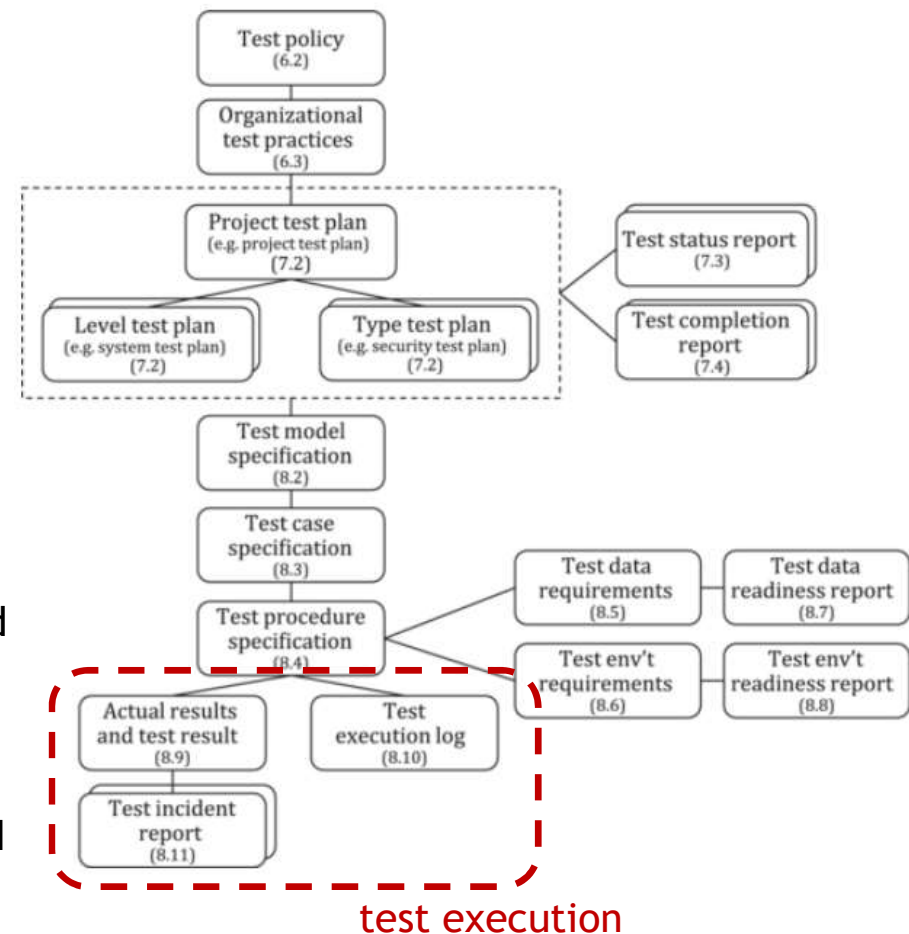 Test policy
(6.2)
Organizational
test practices
(6.3)
Project test plan
(e.g. project test plan)
(7.2)
Level test plan
(e.g. system test plan)
(7.2)
Type test plan
(e.g. security test plan)
(7.2)
Test status report
(7.3)
Test completion
report
(7.4)
Test model
specification
(8.2)
Test case
specification
(8.3)
Test procedure
specification
(8.4)
Test data
requirements
(8.5)
Test data
readiness report
(8.7)
Test env't
requirements
(8.6)
Test env't
readiness report
(8.8)
Actual results
and test result
(8.9)
Test
execution log
(8.10)
Test incident
report
(8.11)
test execution